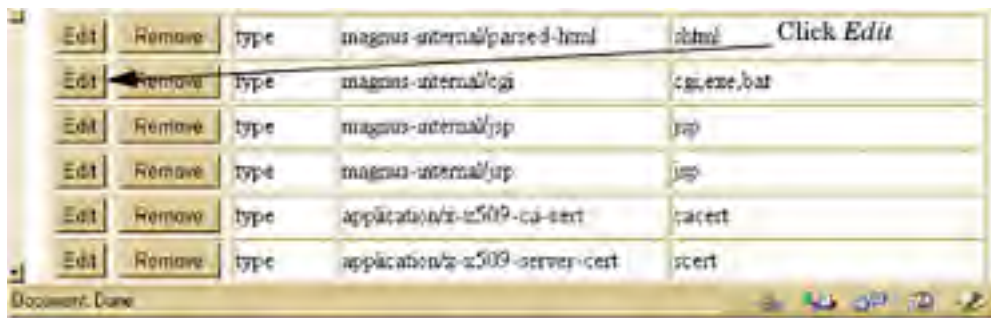 Edit Remove type magnus-internal/parsed-html shtml
Click Edit
Edit Remove type magnus-internal/cgi cgi,exe,bat
Edit Remove type magnus-internal/jsp jsp
Edit Remove type magnus-internal/jsp jsp
Edit Remove type application/x-x509-ca-cert cacert
Edit Remove type application/x-x509-server-cert scert
Document: Done